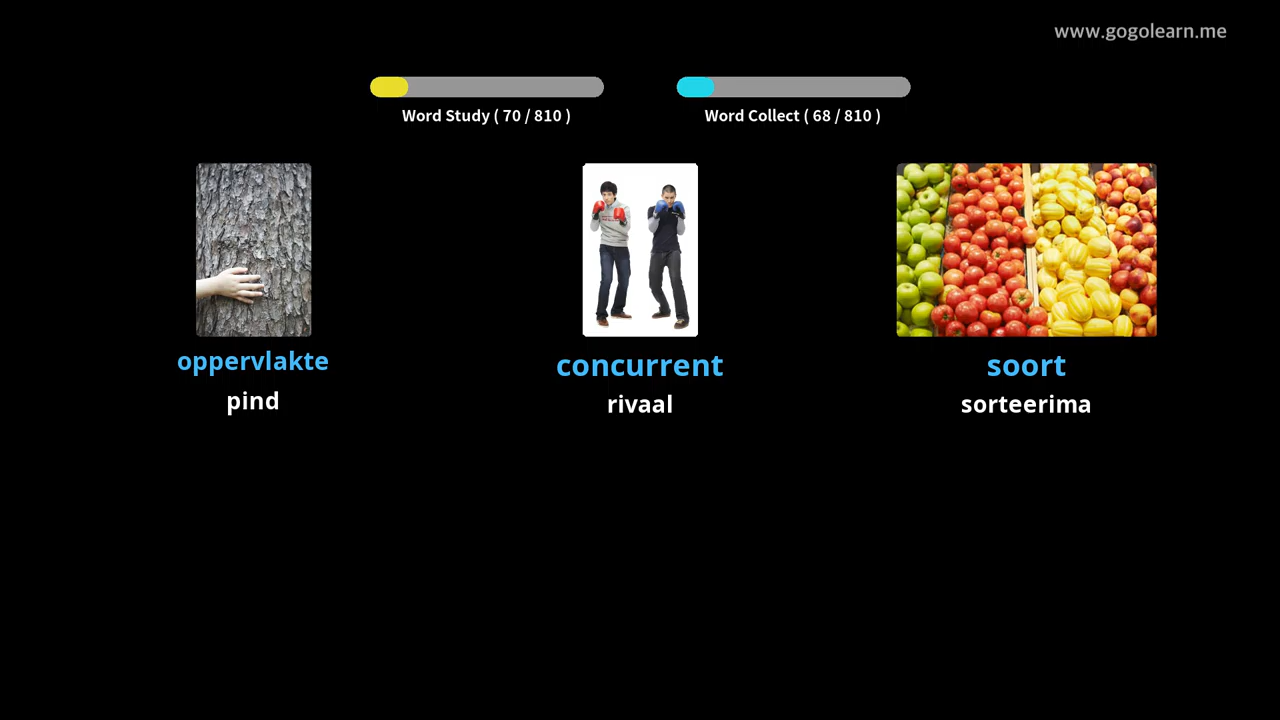 www.gogolearn.me
Word Study ( 70 / 810 )
Word Collect ( 68 / 810 )
oppervlakte
pind
concurrent
rivaal
soort
sorteerima